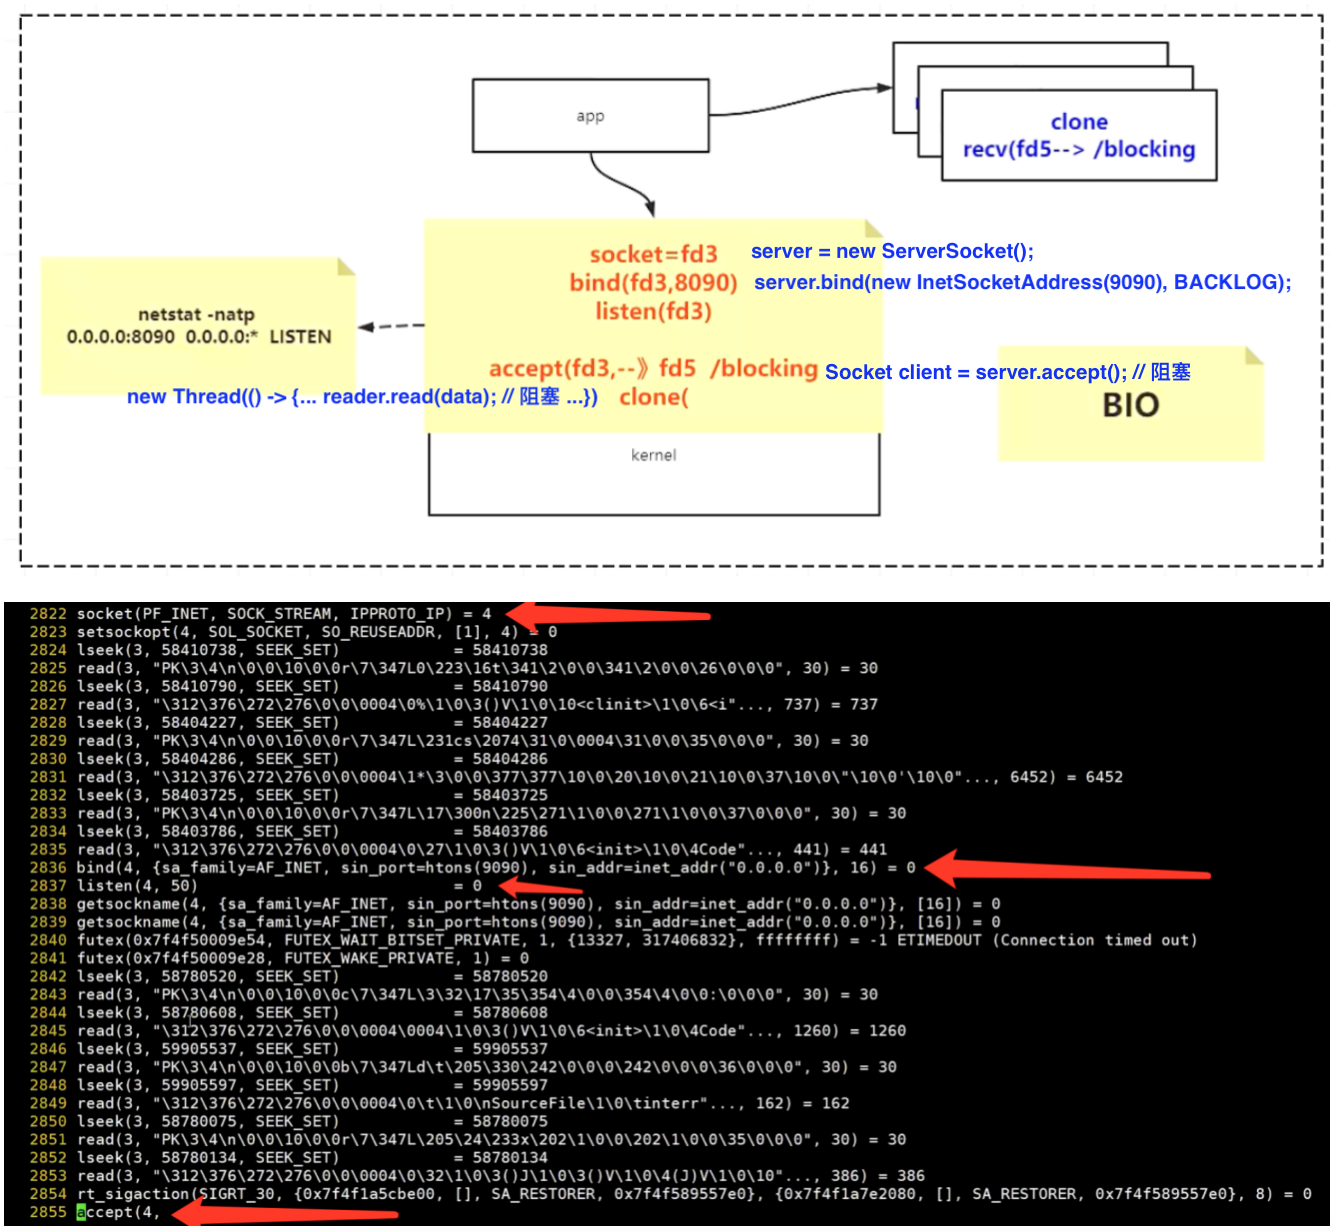 app
clone
recv(fd5--> /blocking
socket=fd3 server = new ServerSocket();
bind(fd3,8090) server.bind(new InetSocketAddress(9090), BACKLOG);
listen(fd3)
netstat -natp
0.0.0.0:8090 0.0.0.0:* LISTEN
accept(fd3,--》fd5 /blocking Socket client = server.accept(); // 阻塞
new Thread(() -> {... reader.read(data); // 阻塞 ...}) clone(
BIO
kernel
2822 socket(PF_INET, SOCK_STREAM, IPPROTO_IP) = 4
2823 setsockopt(4, SOL_SOCKET, SO_REUSEADDR, [1], 4) = 0
2824 lseek(3, 58410738, SEEK_SET) = 58410738
2825 read(3, "PK\3\4\n\0\0\10\0\0r\7\347L0\223\16t\341\2\0\0\341\2\0\0\26\0\0\0", 30) = 30
2826 lseek(3, 58410790, SEEK_SET) = 58410790
2827 read(3, "\312\376\272\276\0\0\0004\0%\1\0\3()V\1\0\10<clinit>\1\0\6<i"..., 737) = 737
2828 lseek(3, 58404227, SEEK_SET) = 58404227
2829 read(3, "PK\3\4\n\0\0\10\0\0r\7\347L\231cs\2074\31\0\0004\31\0\0\35\0\0\0", 30) = 30
2830 lseek(3, 58404286, SEEK_SET) = 58404286
2831 read(3, "\312\376\272\276\0\0\0004\1*\3\0\0\377\377\10\0\20\10\0\21\10\0\37\10\0\"\10\0'\10\0"..., 6452) = 6452
2832 lseek(3, 58403725, SEEK_SET) = 58403725
2833 read(3, "PK\3\4\n\0\0\10\0\0r\7\347L\17\300n\225\271\1\0\0\271\1\0\0\37\0\0\0", 30) = 30
2834 lseek(3, 58403786, SEEK_SET) = 58403786
2835 read(3, "\312\376\272\276\0\0\0004\0\27\1\0\3()V\1\0\6<init>\1\0\4Code"..., 441) = 441
2836 bind(4, {sa_family=AF_INET, sin_port=htons(9090), sin_addr=inet_addr("0.0.0.0")}, 16) = 0
2837 listen(4, 50) = 0
2838 getsockname(4, {sa_family=AF_INET, sin_port=htons(9090), sin_addr=inet_addr("0.0.0.0")}, [16]) = 0
2839 getsockname(4, {sa_family=AF_INET, sin_port=htons(9090), sin_addr=inet_addr("0.0.0.0")}, [16]) = 0
2840 futex(0x7f4f50009e54, FUTEX_WAIT_BITSET_PRIVATE, 1, {13327, 317406832}, ffffffff) = -1 ETIMEDOUT (Connection timed out)
2841 futex(0x7f4f50009e28, FUTEX_WAKE_PRIVATE, 1) = 0
2842 lseek(3, 58780520, SEEK_SET) = 58780520
2843 read(3, "PK\3\4\n\0\0\10\0\0c\7\347L\3\32\17\35\354\4\0\0\354\4\0\0:\0\0\0", 30) = 30
2844 lseek(3, 58780608, SEEK_SET) = 58780608
2845 read(3, "\312\376\272\276\0\0\0004\0004\1\0\3()V\1\0\6<init>\1\0\4Code"..., 1260) = 1260
2846 lseek(3, 59905537, SEEK_SET) = 59905537
2847 read(3, "PK\3\4\n\0\0\10\0\0b\7\347Ld\t\205\330\242\0\0\0\242\0\0\0\36\0\0\0", 30) = 30
2848 lseek(3, 59905597, SEEK_SET) = 59905597
2849 read(3, "\312\376\272\276\0\0\0004\0\t\1\0\nSourceFile\1\0\tinterr"..., 162) = 162
2850 lseek(3, 58780075, SEEK_SET) = 58780075
2851 read(3, "PK\3\4\n\0\0\10\0\0r\7\347L\205\24\233x\202\1\0\0\202\1\0\0\35\0\0\0", 30) = 30
2852 lseek(3, 58780134, SEEK_SET) = 58780134
2853 read(3, "\312\376\272\276\0\0\0004\0\32\1\0\3()J\1\0\3()V\1\0\4(J)V\1\0\10"..., 386) = 386
2854 rt_sigaction(SIGRT_30, {0x7f4f1a5cbe00, [], SA_RESTORER, 0x7f4f589557e0}, {0x7f4f1a7e2080, [], SA_RESTORER, 0x7f4f589557e0}, 8) = 0
2855 accept(4,